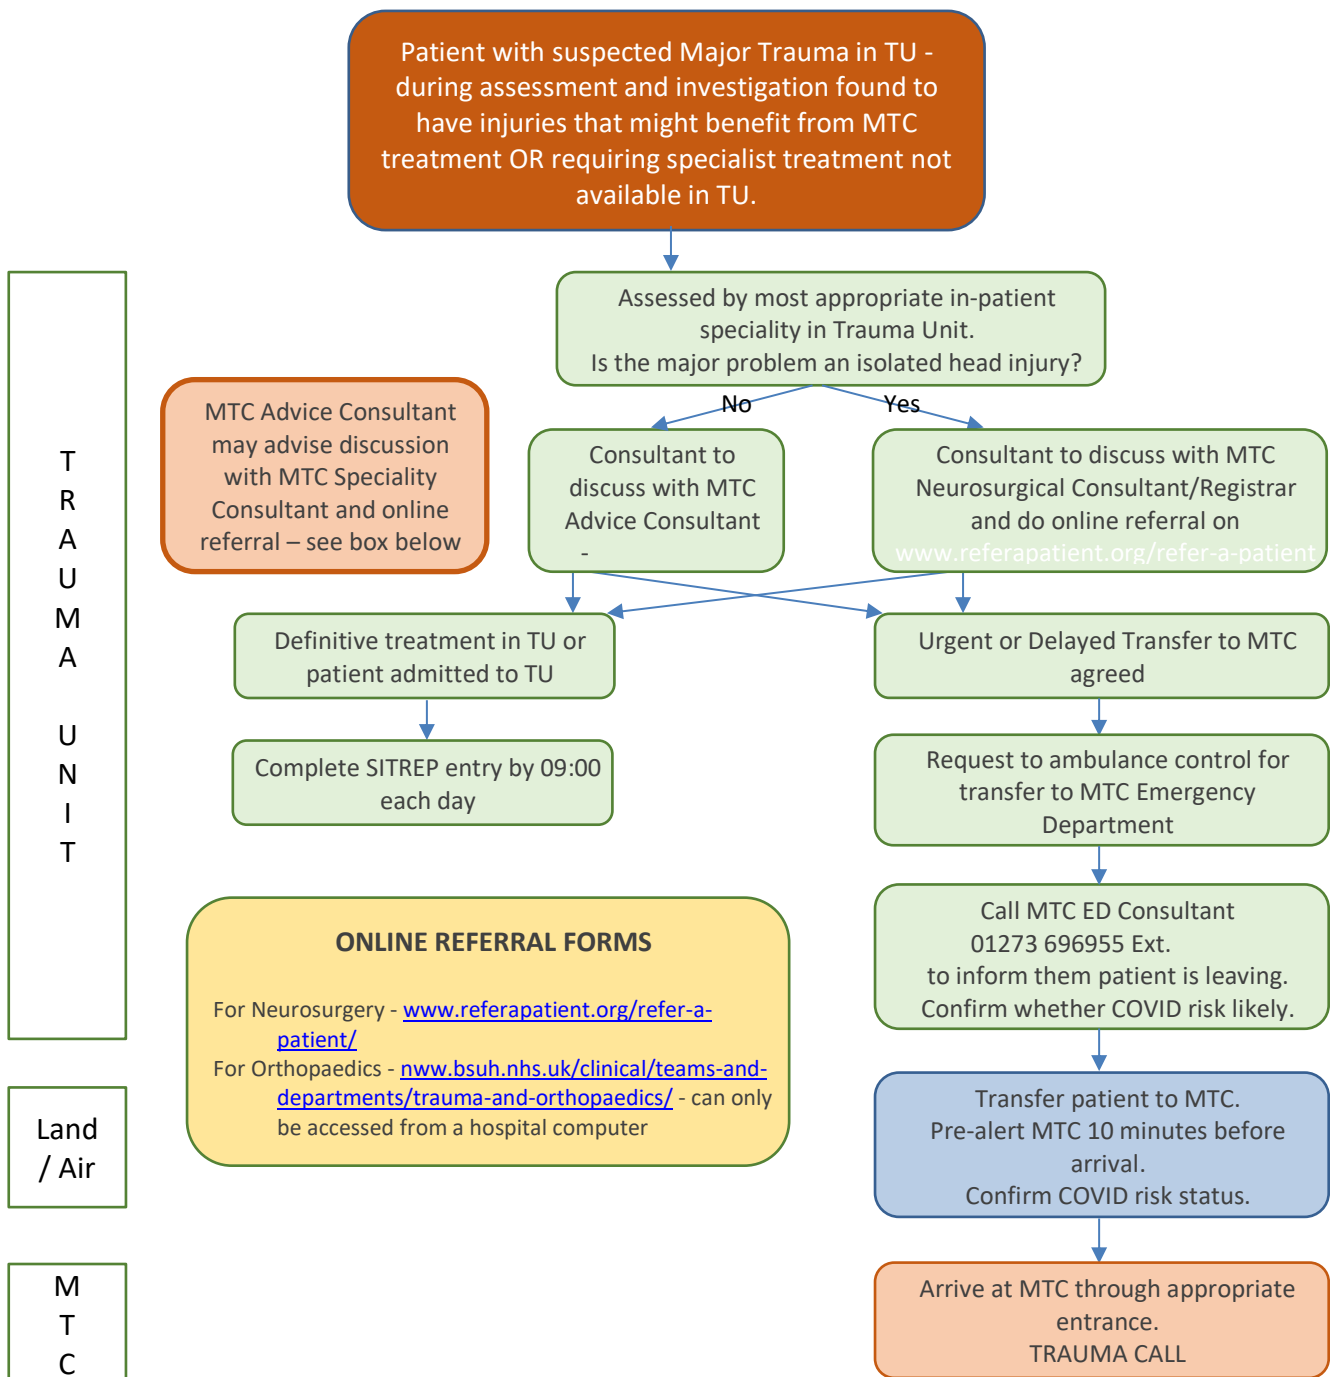 Patient with suspected Major Trauma in TU -
during assessment and investigation found to
have injuries that might benefit from MTC
treatment OR requiring specialist treatment not
available in TU.
Assessed by most appropriate in-patient
speciality in Trauma Unit.
Is the major problem an isolated head injury?
No
Yes
MTC Advice Consultant
may advise discussion
with MTC Speciality
Consultant and online
referral – see box below
Consultant to
discuss with MTC
Advice Consultant
-
Consultant to discuss with MTC
Neurosurgical Consultant/Registrar
and do online referral on
www.referapatient.org/refer-a-patient
T
R
A
U
M
A
U
N
I
T
Definitive treatment in TU or
patient admitted to TU
Urgent or Delayed Transfer to MTC
agreed
Complete SITREP entry by 09:00
each day
Request to ambulance control for
transfer to MTC Emergency
Department
Call MTC ED Consultant
01273 696955 Ext.
to inform them patient is leaving.
Confirm whether COVID risk likely.
ONLINE REFERRAL FORMS
For Neurosurgery - www.referapatient.org/refer-a-
patient/
For Orthopaedics - nww.bsuh.nhs.uk/clinical/teams-and-
departments/trauma-and-orthopaedics/ - can only
be accessed from a hospital computer
Land
/ Air
Transfer patient to MTC.
Pre-alert MTC 10 minutes before
arrival.
Confirm COVID risk status.
M
T
C
Arrive at MTC through appropriate
entrance.
TRAUMA CALL